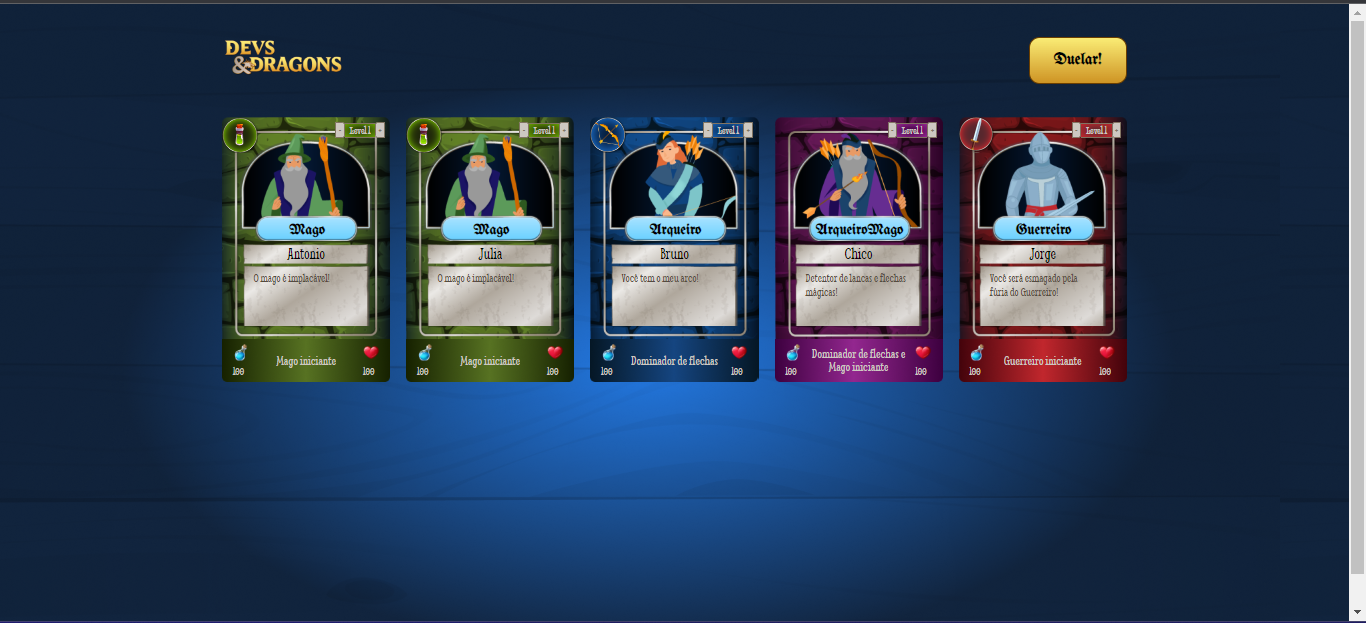 DEVS
&DRAGONS
Duelar!
- Level 1 -
Mago
Antonio
O mago é implacável!
Mago iniciante
100 100
- Level 1 -
Mago
Julia
O mago é implacável!
Mago iniciante
100 100
- Level 1 -
Arqueiro
Bruno
Você tem o meu arco!
Dominador de flechas
100 100
- Level 1 -
ArqueiroMago
Chico
Detentor de lancas e flechas
mágicas!
Dominador de flechas e
Mago iniciante
100 100
- Level 1 -
Guerreiro
Jorge
Você será esmagado pela
fúria do Guerreiro!
Guerreiro iniciante
100 100